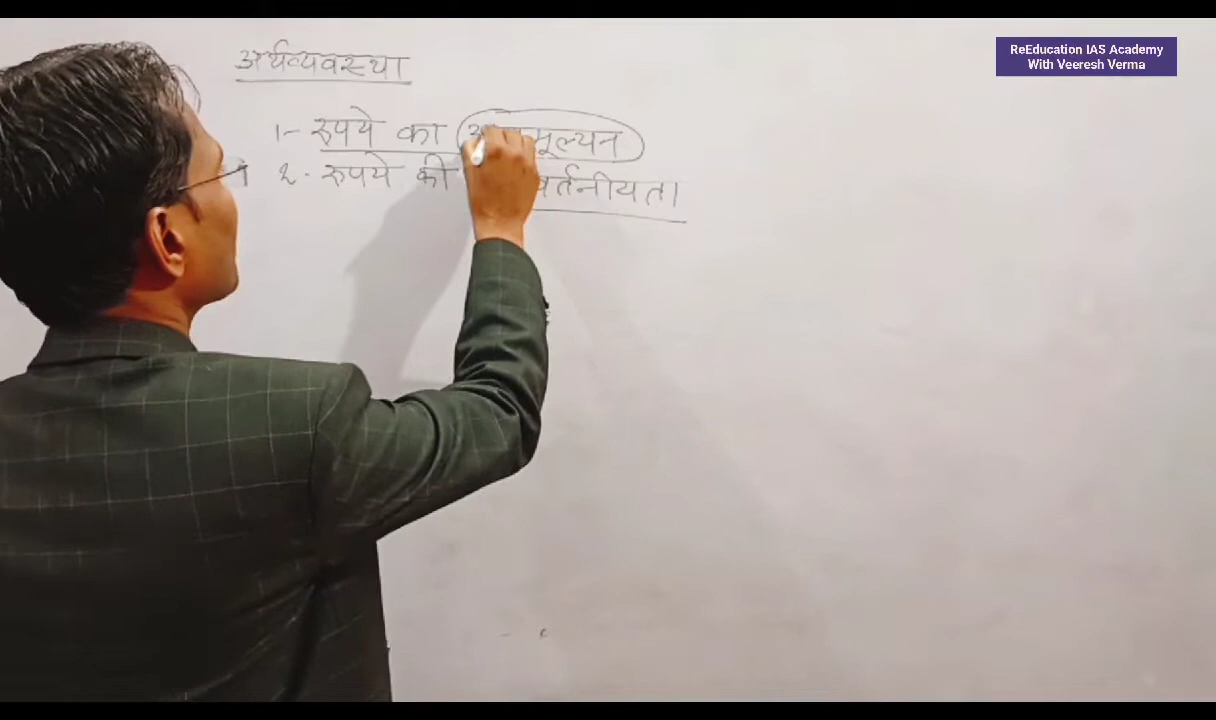 अर्थव्यवस्था
1- रुपये का
2. रुपये की
ReEducation IAS Academy
With Veeresh Verma